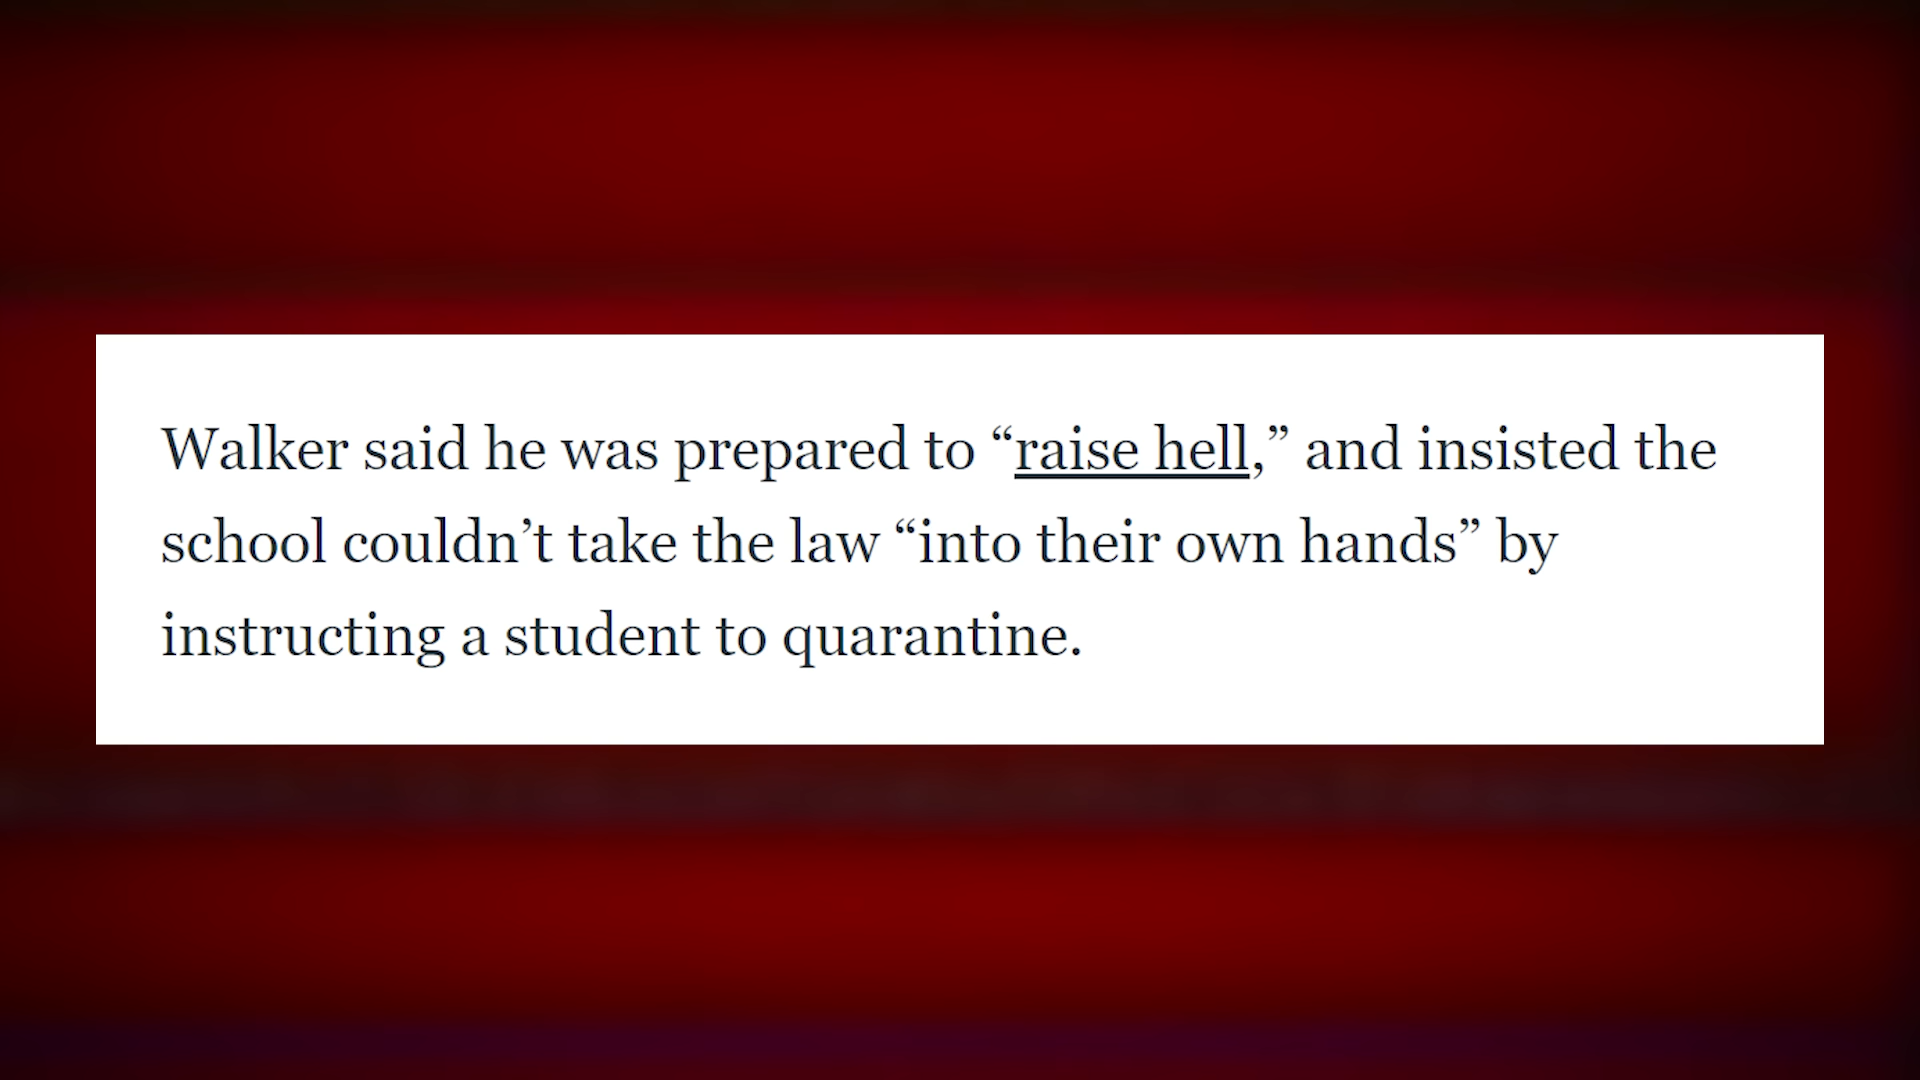 Walker said he was prepared to “raise hell,” and insisted the
school couldn’t take the law “into their own hands” by
instructing a student to quarantine.